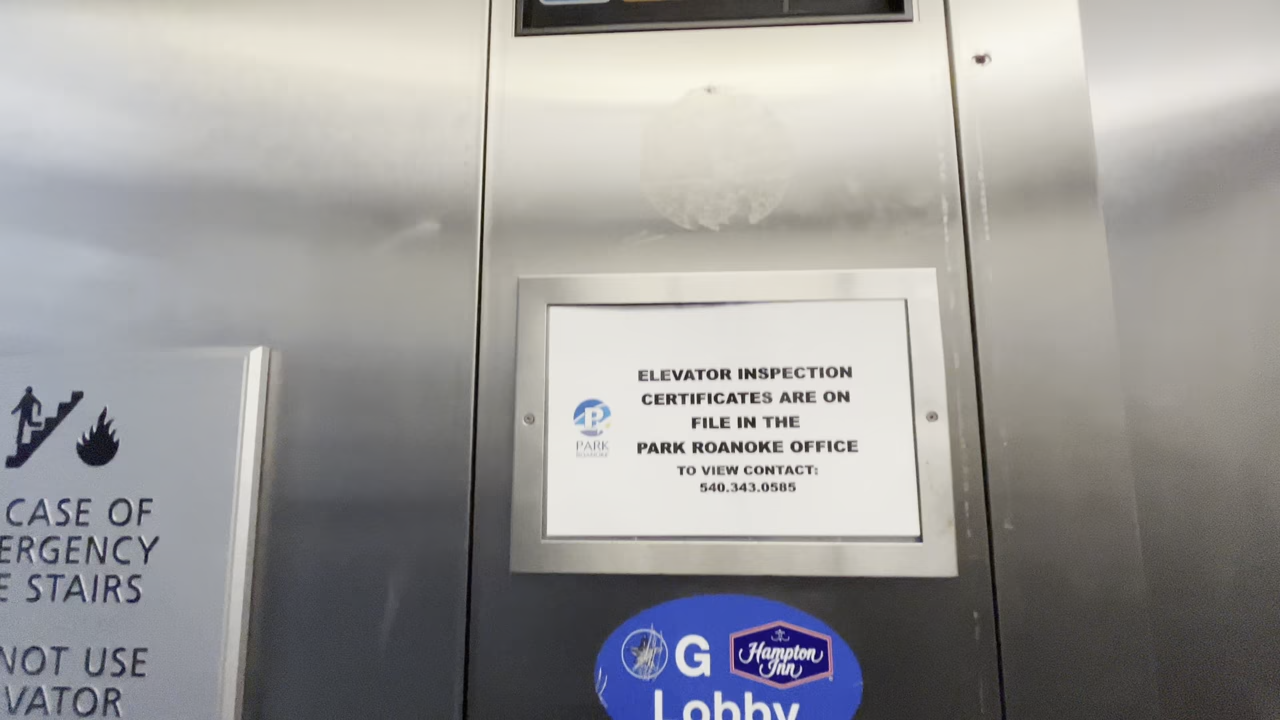 CASE OF
ERGENCY
E STAIRS
NOT USE
VATOR
ELEVATOR INSPECTION
CERTIFICATES ARE ON
FILE IN THE
PARK ROANOKE OFFICE
TO VIEW CONTACT:
540.343.0585
P
PARK
ROANOKE
G
Hampton
Inn
Lobby